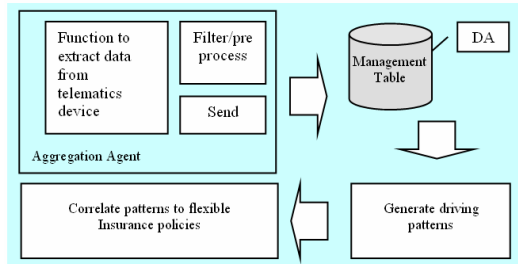 Function to
extract data
from
telematics
device
Filter/pre
process
Send
Aggregation Agent
Management
Table
DA
Correlate patterns to flexible
Insurance policies
Generate driving
patterns